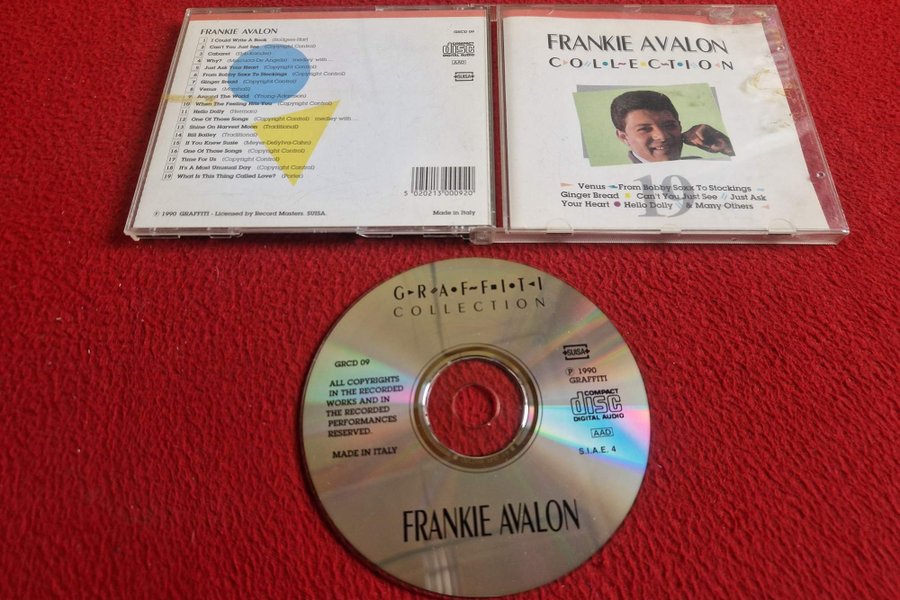 FRANKIE AVALON
GRCD 09
1 I Could Write A Book (Rodgers-Hart)
2 Can't You Just See (Copyright Control)
3 Cabaret
4 Why? medley with ...
5 Just Ask Your Heart (Copyright Control)
6 From Bobby Soxx To Stockings (Copyright Control)
7 Ginger Bread (Copyright Control)
8 Venus (Marshall)
9 Around The World (Young-Adamson)
10 When The Feeling Hits You (Copyright Control)
11 Hello Dolly (Herman)
12 One Of Those Songs (Copyright Control) medley with ...
13 Shine On Harvest Moon (Traditional)
14 Bill Bailey (Traditional)
15 If You Knew Susie (Meyer-DeSylva-Cahn)
16 One Of Those Songs (Copyright Control)
17 Time For Us (Copyright Control)
18 It's A Most Unusual Day (Copyright Control)
19 What Is This Thing Called Love? (Porter)
COMPACT
disc
DIGITAL AUDIO
AAD
SUISA
5 020213 000920
℗ 1990 GRAFFITI - Licensed by Record Masters. SUISA.
Made in Italy
FRANKIE AVALON
COLLECTION
19
Venus From Bobby Soxx To Stockings
Ginger Bread Can't You Just See // Just Ask
Your Heart Hello Dolly & Many Others
GRAFFITI
COLLECTION
GRCD 09
ALL COPYRIGHTS
IN THE RECORDED
WORKS AND IN
THE RECORDED
PERFORMANCES
RESERVED.
MADE IN ITALY
SUISA
℗ 1990
GRAFFITI
COMPACT
disc
DIGITAL AUDIO
AAD
S.I.A.E. 4
FRANKIE AVALON